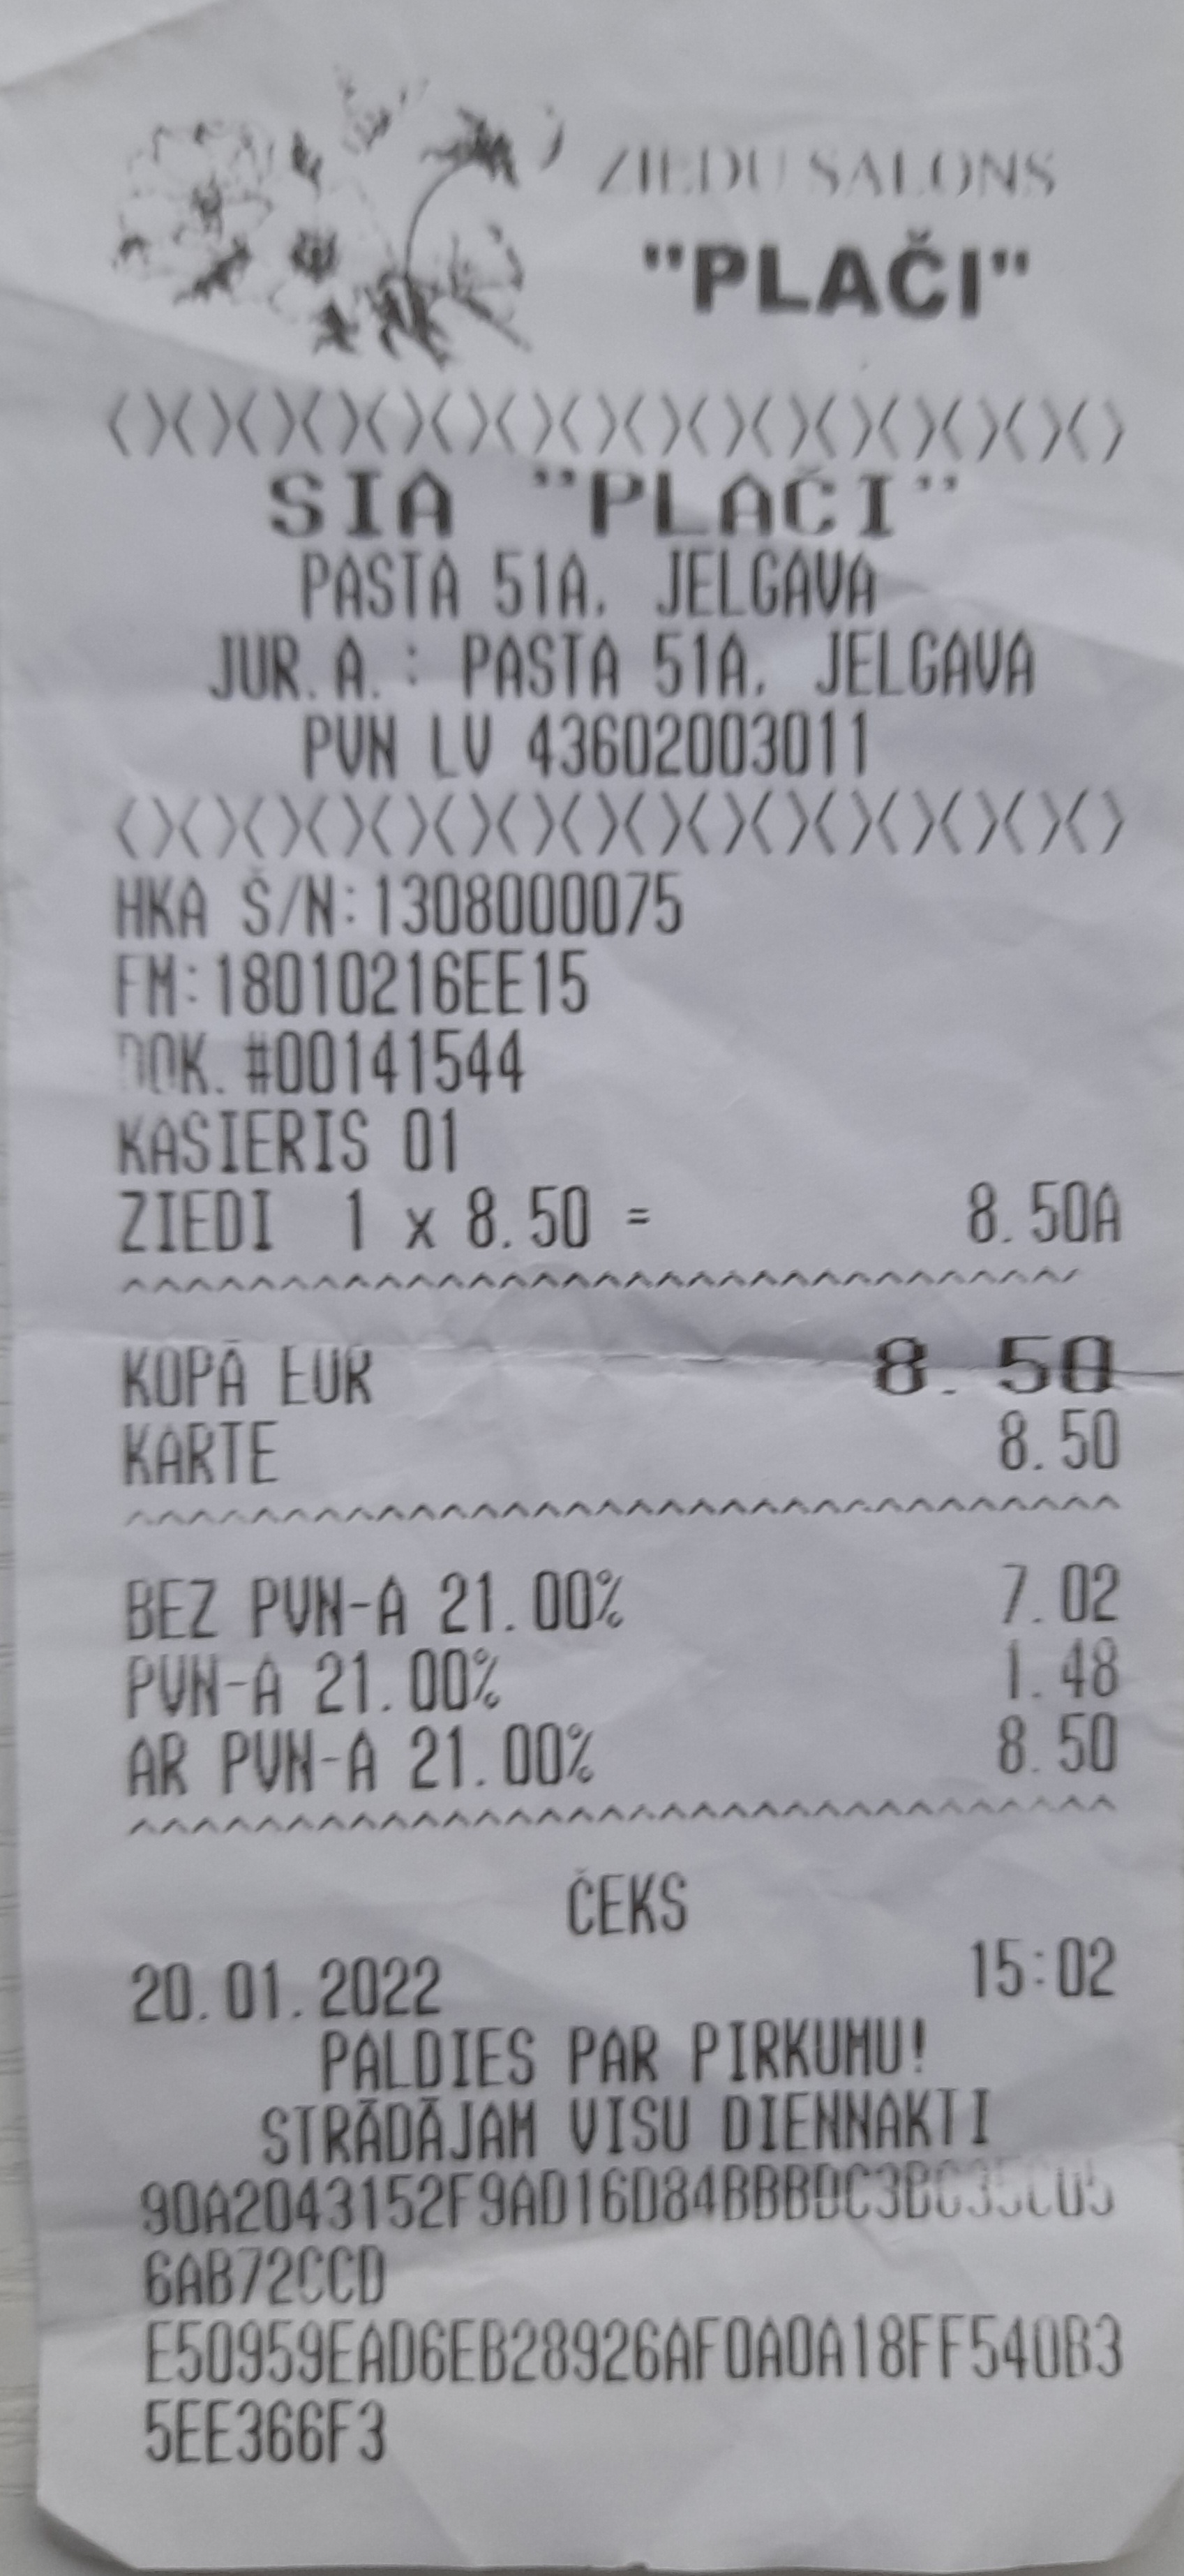 ZIEDU SALONS
"PLAČI"
SIA "PLAČI"
PASTA 51A, JELGAVA
JUR.A.: PASTA 51A, JELGAVA
PVN LV 43602003011
HKA Š/N:1308000075
FM:18010216EE15
DOK. #00141544
KASIERIS 01
ZIEDI 1 x 8.50 = 8.50A
KOPĀ EUR 8.50
KARTE 8.50
BEZ PVN-A 21.00% 7.02
PVN-A 21.00% 1.48
AR PVN-A 21.00% 8.50
ČEKS
20.01.2022 15:02
PALDIES PAR PIRKUMU!
STRĀDĀJAM VISU DIENNAKTI
90A2043152F9AD16D84BBBDC3BC35C05
6AB72CCD
E50959EAD6EB28926AF0A0A18FF540B3
5EE366F3